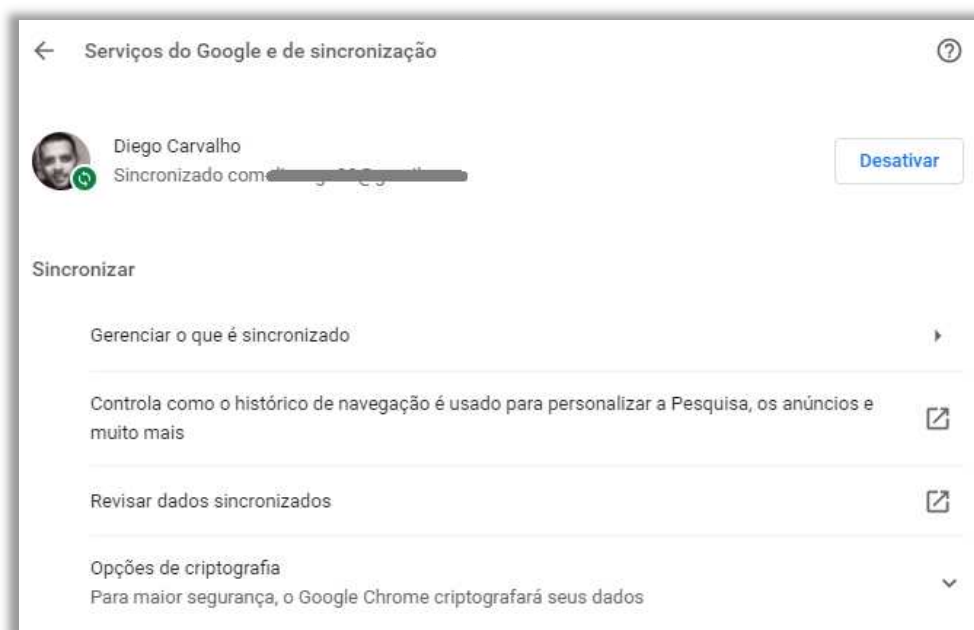 Serviços do Google e de sincronização
Diego Carvalho
Sincronizado com
Desativar
Sincronizar
Gerenciar o que é sincronizado
Controla como o histórico de navegação é usado para personalizar a Pesquisa, os anúncios e
muito mais
Revisar dados sincronizados
Opções de criptografia
Para maior segurança, o Google Chrome criptografará seus dados